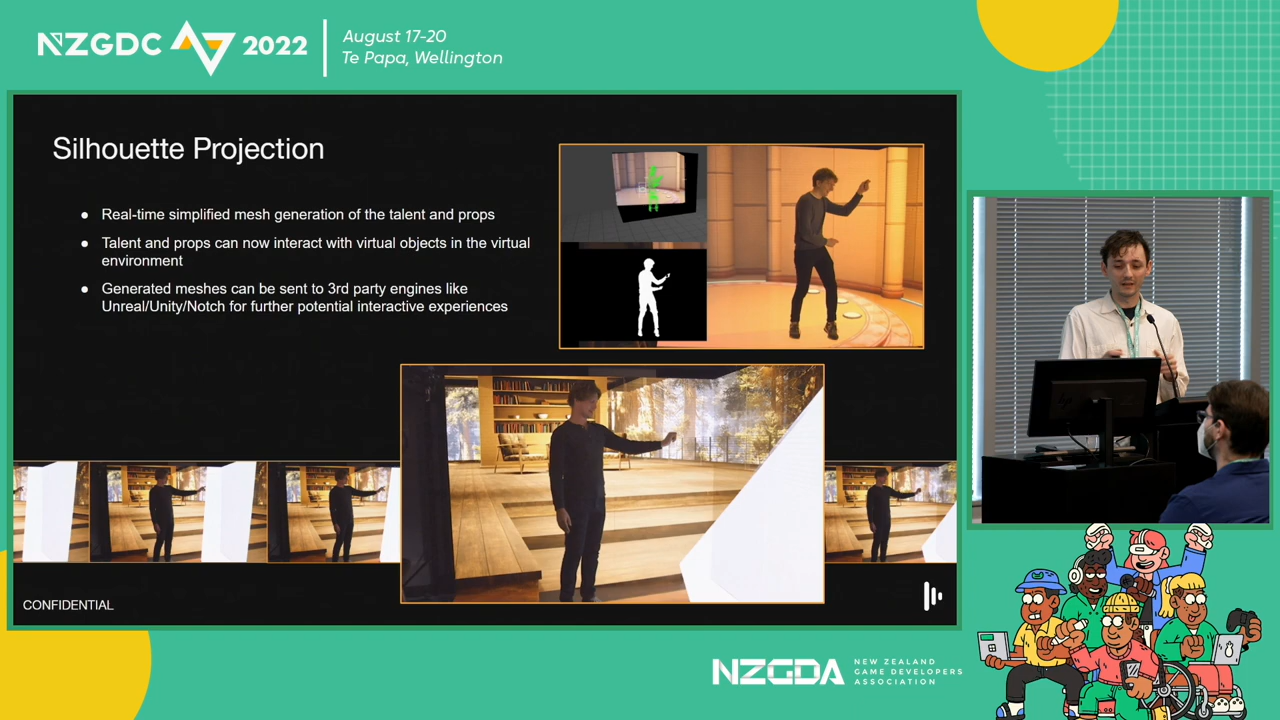 NZGDC 2022
August 17-20
Te Papa, Wellington
Silhouette Projection
● Real-time simplified mesh generation of the talent and props
● Talent and props can now interact with virtual objects in the virtual
environment
● Generated meshes can be sent to 3rd party engines like
Unreal/Unity/Notch for further potential interactive experiences
CONFIDENTIAL
NZGDA
NEW ZEALAND
GAME DEVELOPERS
ASSOCIATION